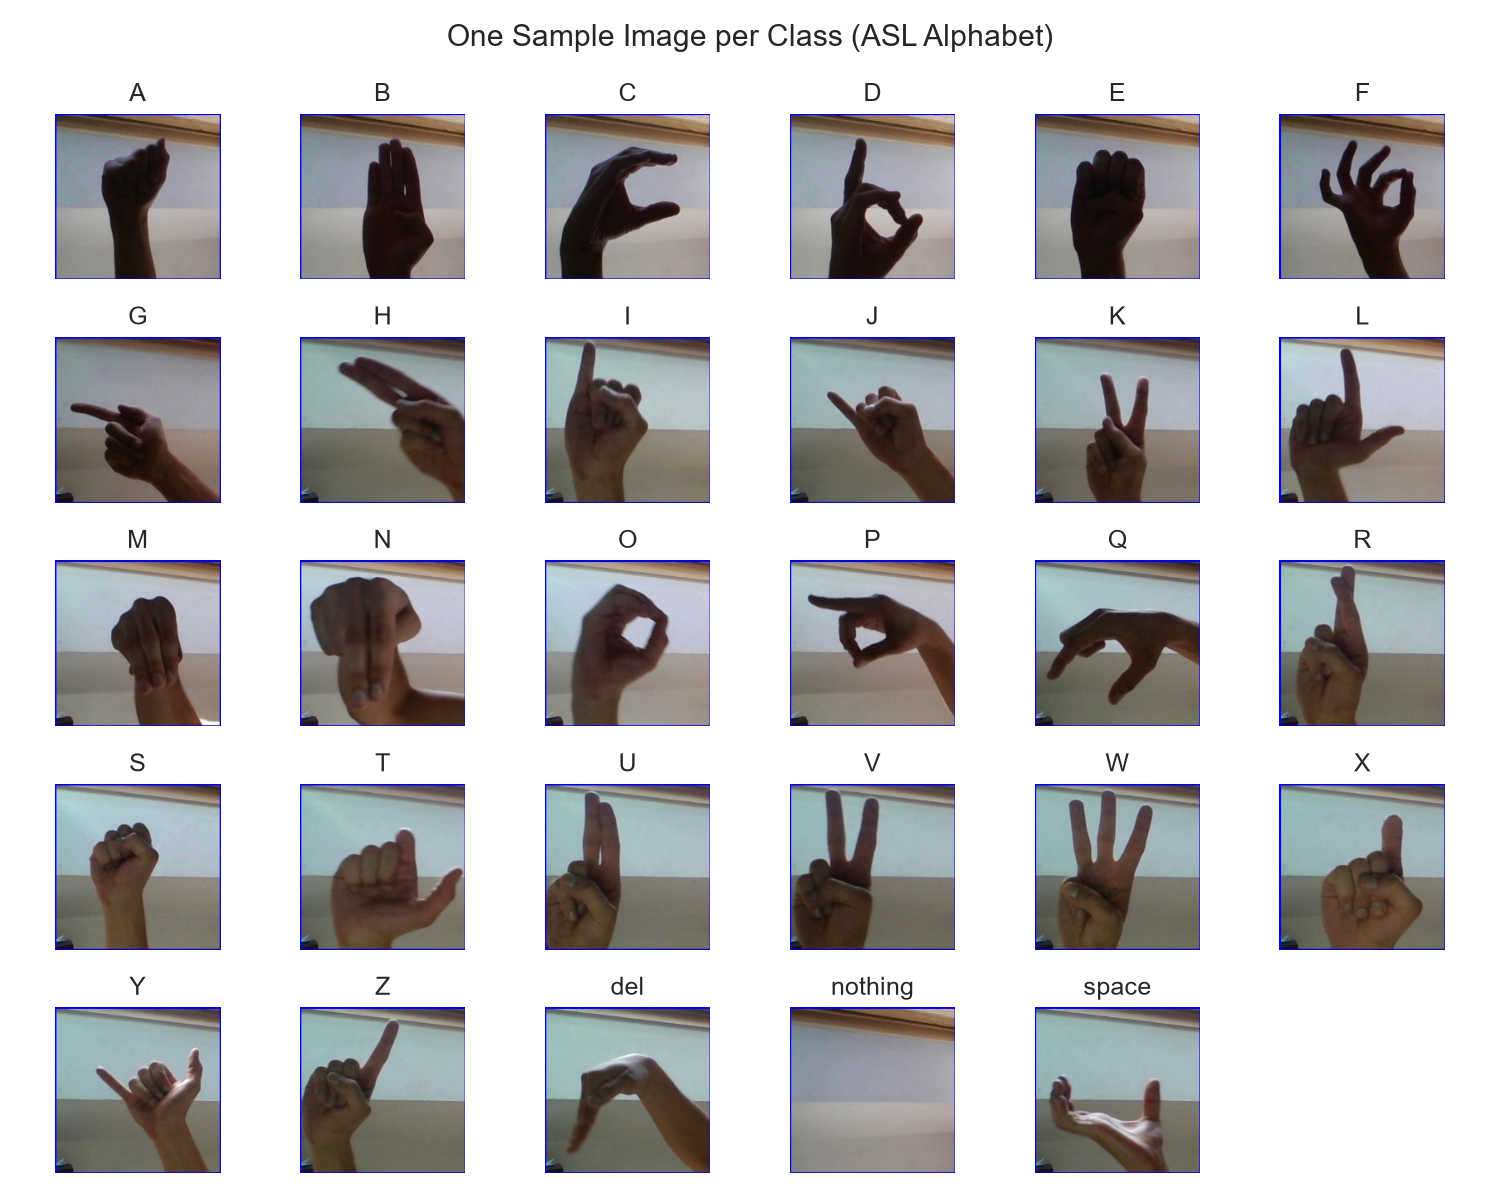 One Sample Image per Class (ASL Alphabet)
A B C D E F
G H I J K L
M N O P Q R
S T U V W X
Y Z del nothing space